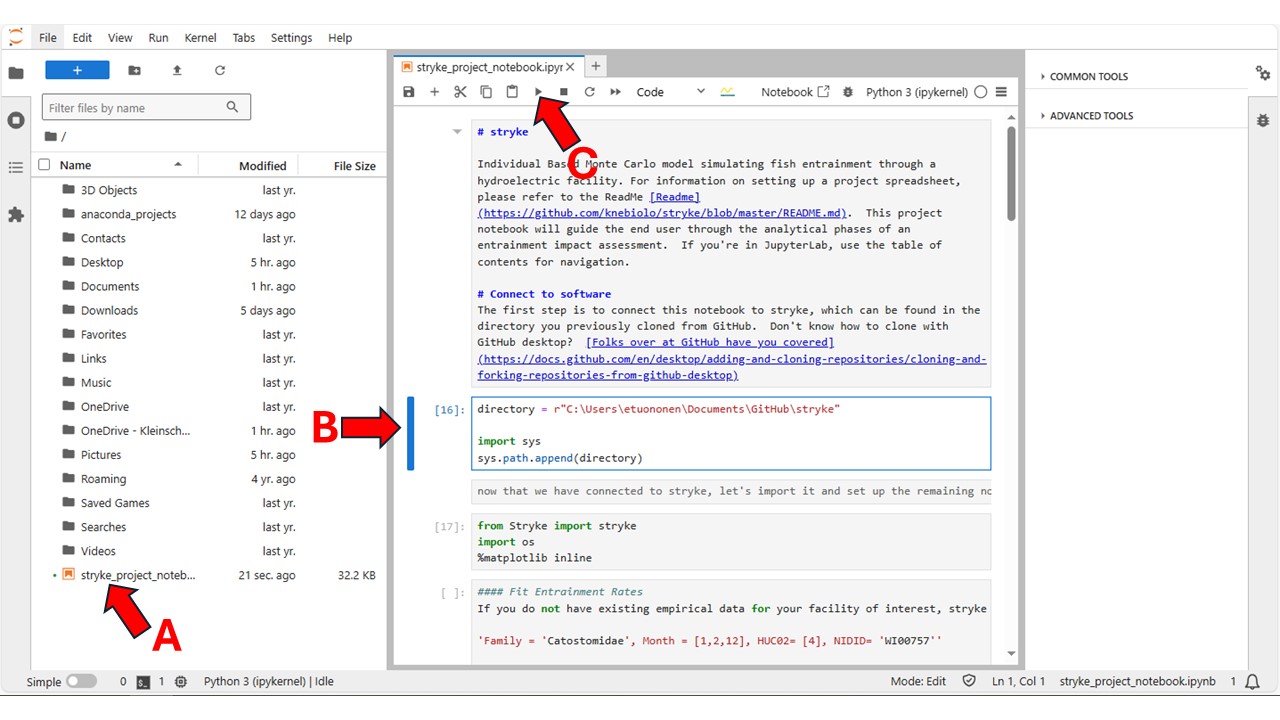 File Edit View Run Kernel Tabs Settings Help
+
Filter files by name
/
Name Modified File Size
3D Objects last yr.
anaconda_projects 12 days ago
Contacts last yr.
Desktop 5 hr. ago
Documents 1 hr. ago
Downloads 5 days ago
Favorites last yr.
Links last yr.
Music last yr.
OneDrive last yr.
OneDrive - Kleinsch... 1 hr. ago
Pictures 5 hr. ago
Roaming 4 yr. ago
Saved Games last yr.
Searches last yr.
Videos last yr.
stryke_project_noteb... 21 sec. ago 32.2 KB
A
stryke_project_notebook.ipyr
Code Notebook Python 3 (ipykernel)
C
# stryke
Individual Based Monte Carlo model simulating fish entrainment through a
hydroelectric facility. For information on setting up a project spreadsheet,
please refer to the ReadMe [Readme]
(https://github.com/knebiolo/stryke/blob/master/README.md). This project
notebook will guide the end user through the analytical phases of an
entrainment impact assessment. If you're in JupyterLab, use the table of
contents for navigation.
# Connect to software
The first step is to connect this notebook to stryke, which can be found in the
directory you previously cloned from GitHub. Don't know how to clone with
GitHub desktop? [Folks over at GitHub have you covered]
(https://docs.github.com/en/desktop/adding-and-cloning-repositories/cloning-and-
forking-repositories-from-github-desktop)
B
[16]: directory = r"C:\Users\etuononen\Documents\GitHub\stryke"
import sys
sys.path.append(directory)
now that we have connected to stryke, let's import it and set up the remaining no
[17]: from Stryke import stryke
import os
%matplotlib inline
[ ]: #### Fit Entrainment Rates
If you do not have existing empirical data for your facility of interest, stryke
'Family = 'Catostomidae', Month = [1,2,12], HUC02= [4], NIDID= 'WI00757''
COMMON TOOLS
ADVANCED TOOLS
Simple 0 1 Python 3 (ipykernel) | Idle Mode: Edit Ln 1, Col 1 stryke_project_notebook.ipynb 1